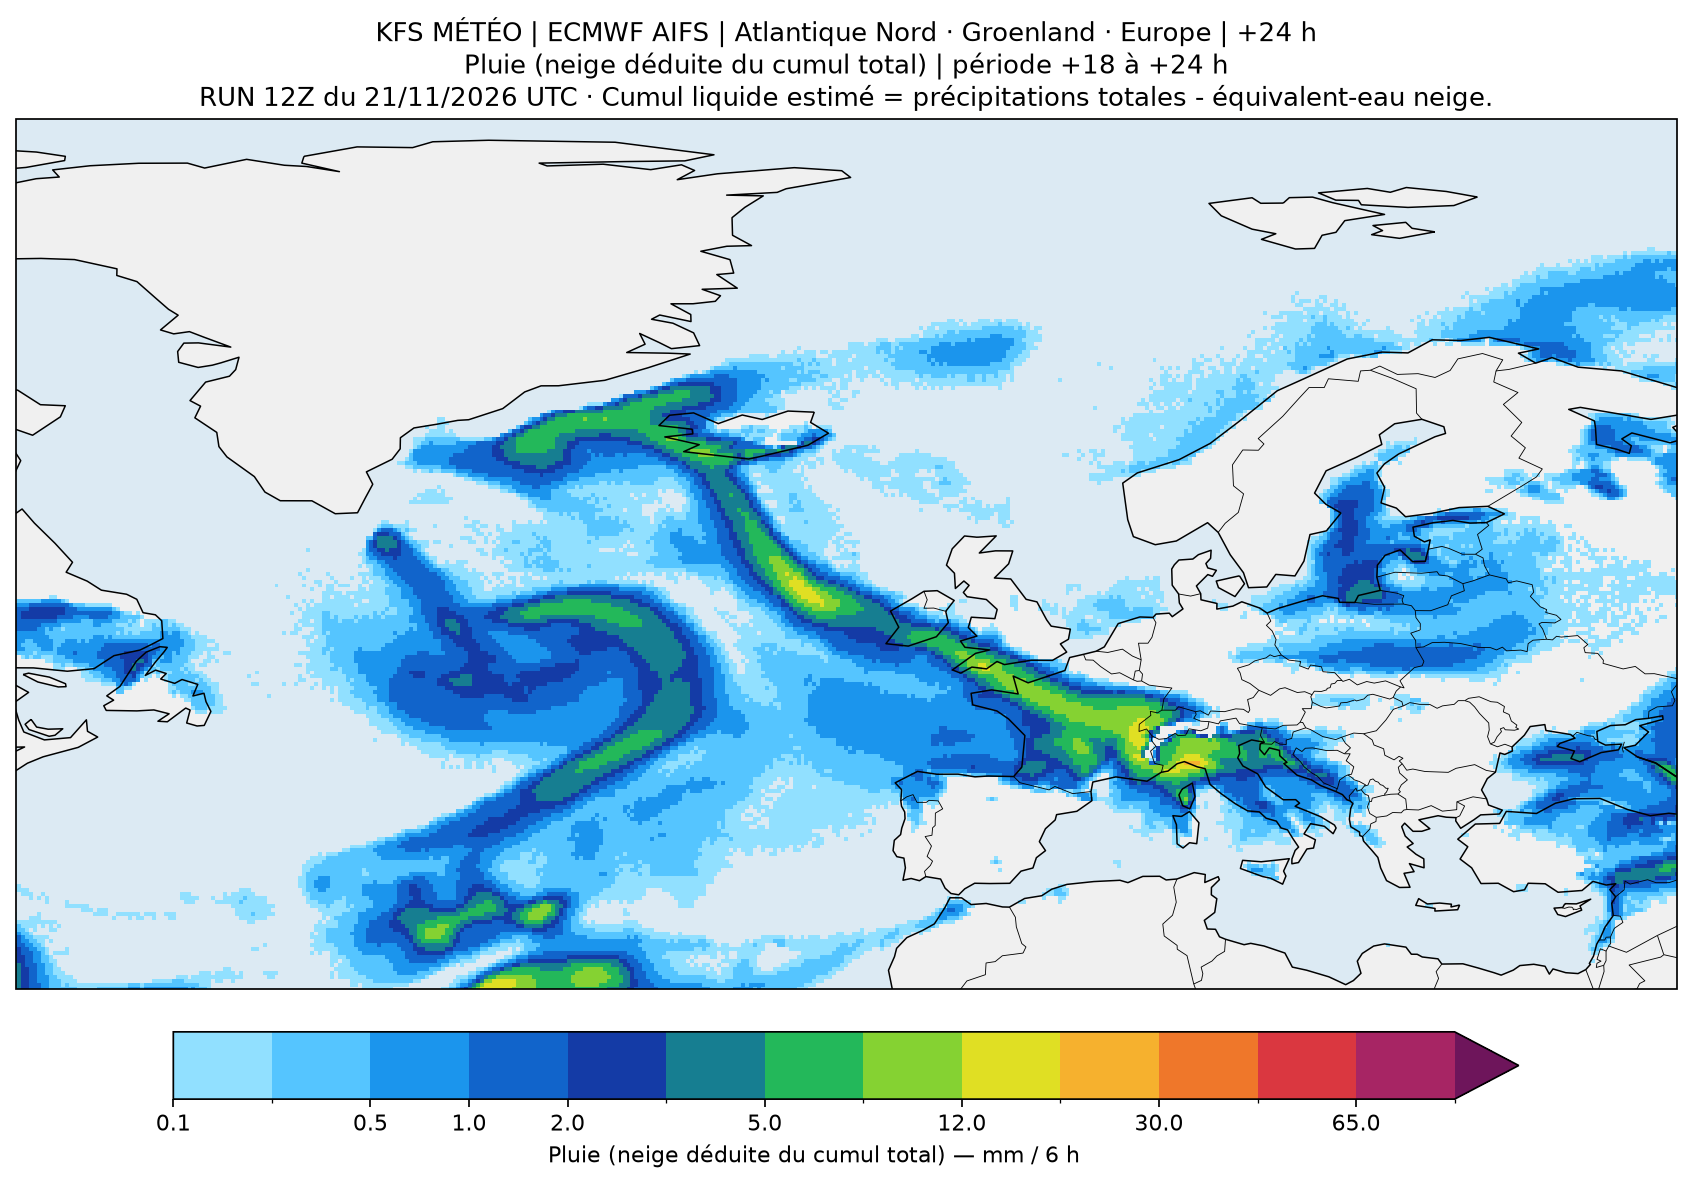 KFS MÉTÉO | ECMWF AIFS | Atlantique Nord · Groenland · Europe | +24 h
Pluie (neige déduite du cumul total) | période +18 à +24 h
RUN 12Z du 21/11/2026 UTC · Cumul liquide estimé = précipitations totales - équivalent-eau neige.
0.1 0.5 1.0 2.0 5.0 12.0 30.0 65.0
Pluie (neige déduite du cumul total) — mm / 6 h